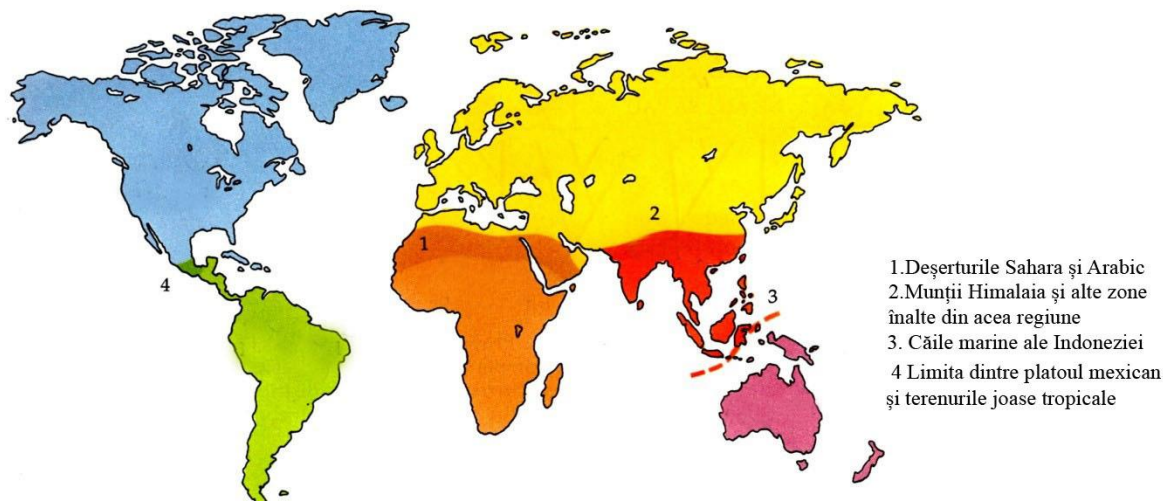 1
2
3
4
1.Deșerturile Sahara și Arabic
2.Munții Himalaia și alte zone
înalte din acea regiune
3. Căile marine ale Indoneziei
4 Limita dintre platoul mexican
și terenurile joase tropicale